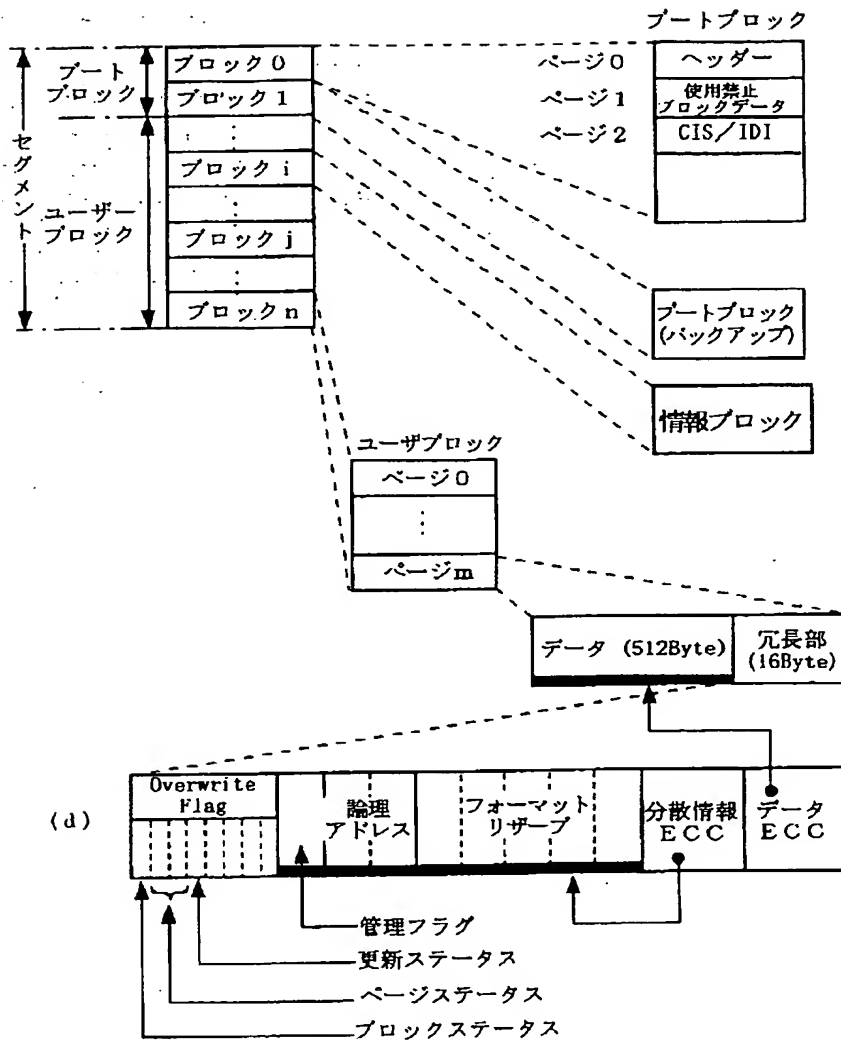 ブートブロック
ページ0
ヘッダー
ページ1
使用禁止
ブロックデータ
ページ2
CIS/IDI
セグメント
ブート
ブロック
ユーザー
ブロック
ブロック0
ブロック1
⋮
ブロックi
⋮
ブロックj
⋮
ブロックn
ブートブロック
(バックアップ)
情報ブロック
ユーザブロック
ページ0
⋮
ページm
データ (512Byte)
冗長部
(16Byte)
(d)
Overwrite
Flag
論理
アドレス
フォーマット
リザーブ
分散情報
ECC
データ
ECC
管理フラグ
更新ステータス
ページステータス
ブロックステータス